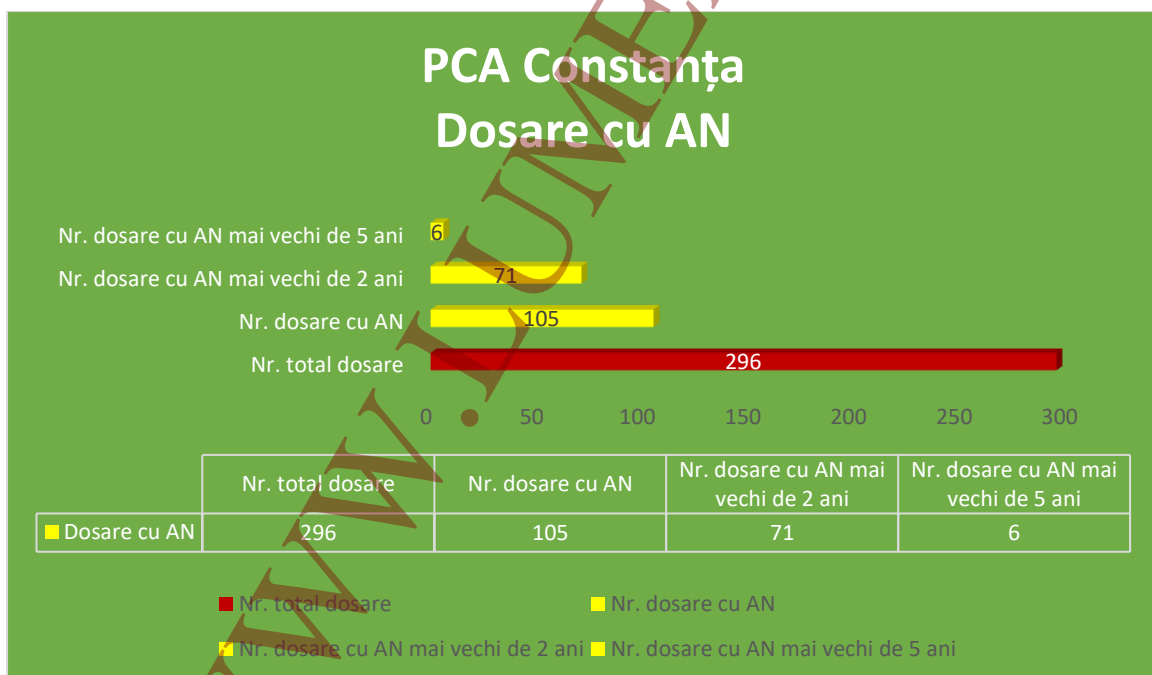 PCA Constanța
Dosare cu AN
Nr. dosare cu AN mai vechi de 5 ani
6
Nr. dosare cu AN mai vechi de 2 ani
71
Nr. dosare cu AN
105
Nr. total dosare
296
0 50 100 150 200 250 300
Nr. total dosare
Nr. dosare cu AN
Nr. dosare cu AN mai
vechi de 2 ani
Nr. dosare cu AN mai
vechi de 5 ani
Dosare cu AN 296 105 71 6
Nr. total dosare
Nr. dosare cu AN
Nr. dosare cu AN mai vechi de 2 ani
Nr. dosare cu AN mai vechi de 5 ani